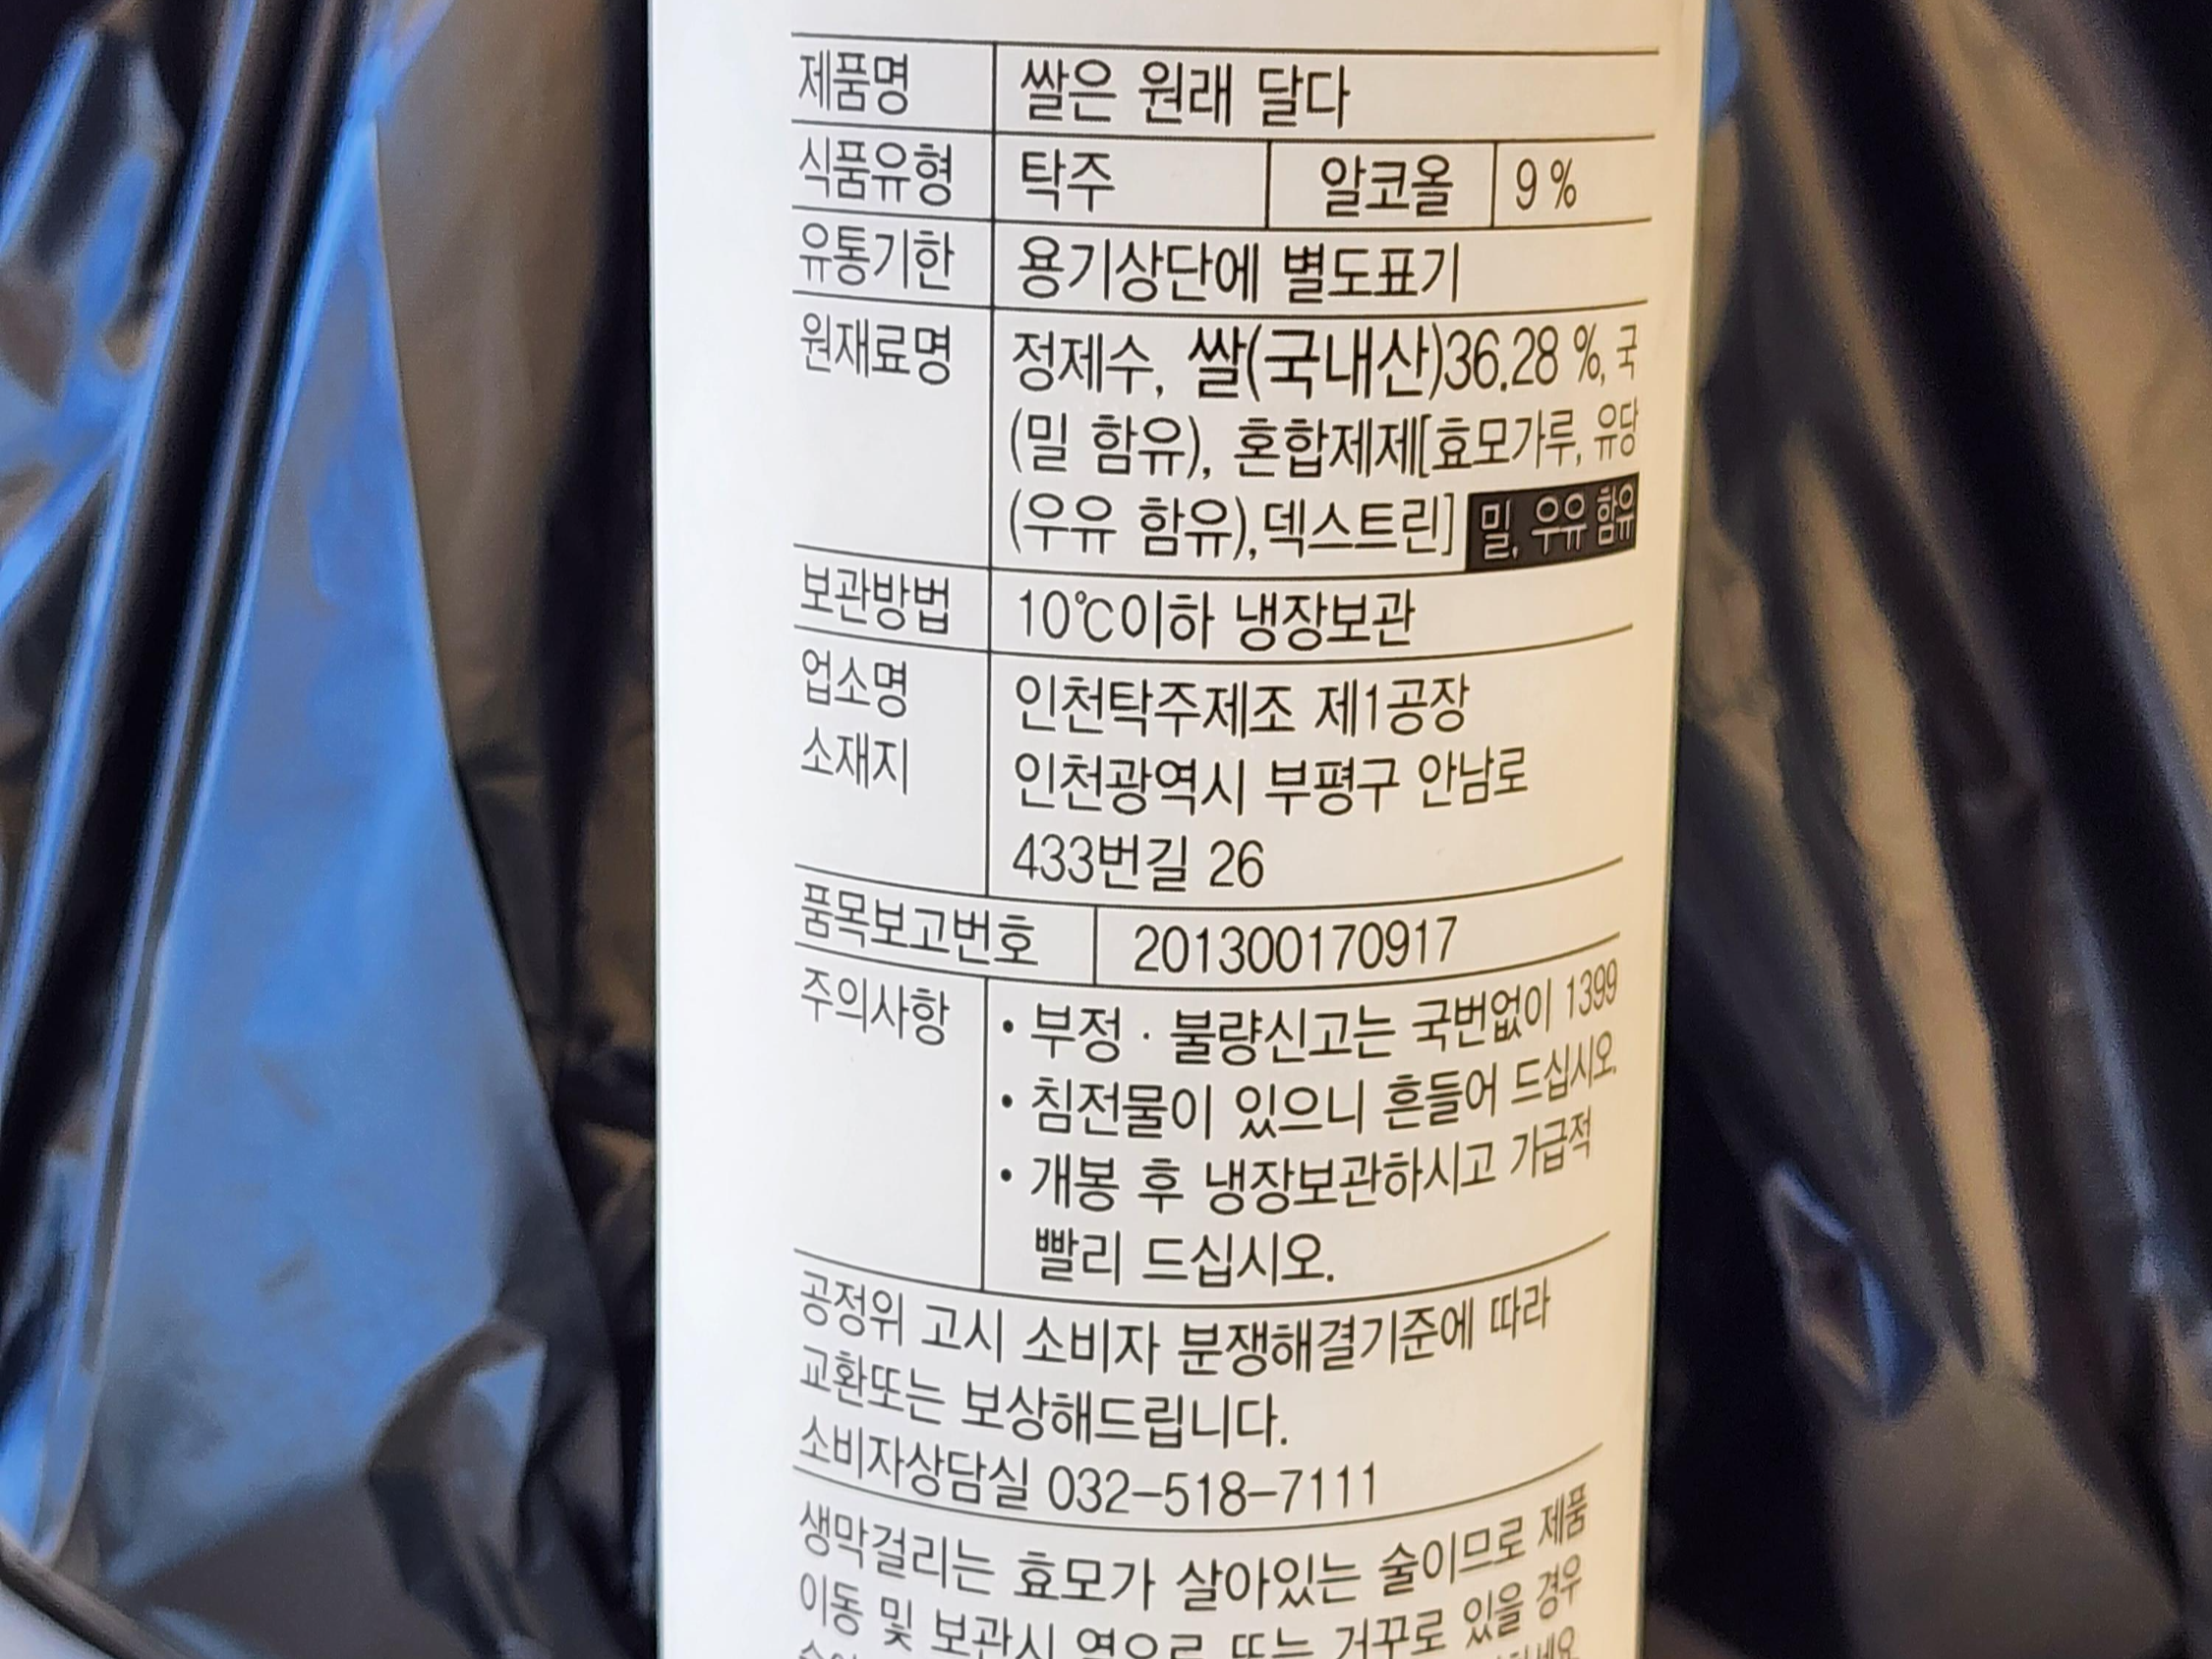 제품명 쌀은 원래 달다
식품유형 탁주 알코올 9 %
유통기한 용기상단에 별도표기
원재료명 정제수, 쌀(국내산)36.28 %, 국
(밀 함유), 혼합제제[효모가루, 유당
(우유 함유),덱스트린] 밀, 우유 함유
보관방법 10℃이하 냉장보관
업소명 인천탁주제조 제1공장
소재지 인천광역시 부평구 안남로
433번길 26
품목보고번호 201300170917
주의사항 • 부정 · 불량신고는 국번없이 1399
• 침전물이 있으니 흔들어 드십시오.
• 개봉 후 냉장보관하시고 가급적
빨리 드십시오.
공정위 고시 소비자 분쟁해결기준에 따라
교환또는 보상해드립니다.
소비자상담실 032-518-7111
생막걸리는 효모가 살아있는 술이므로 제품
이동 및 보관시 옆으로 또는 거꾸로 있을 경우